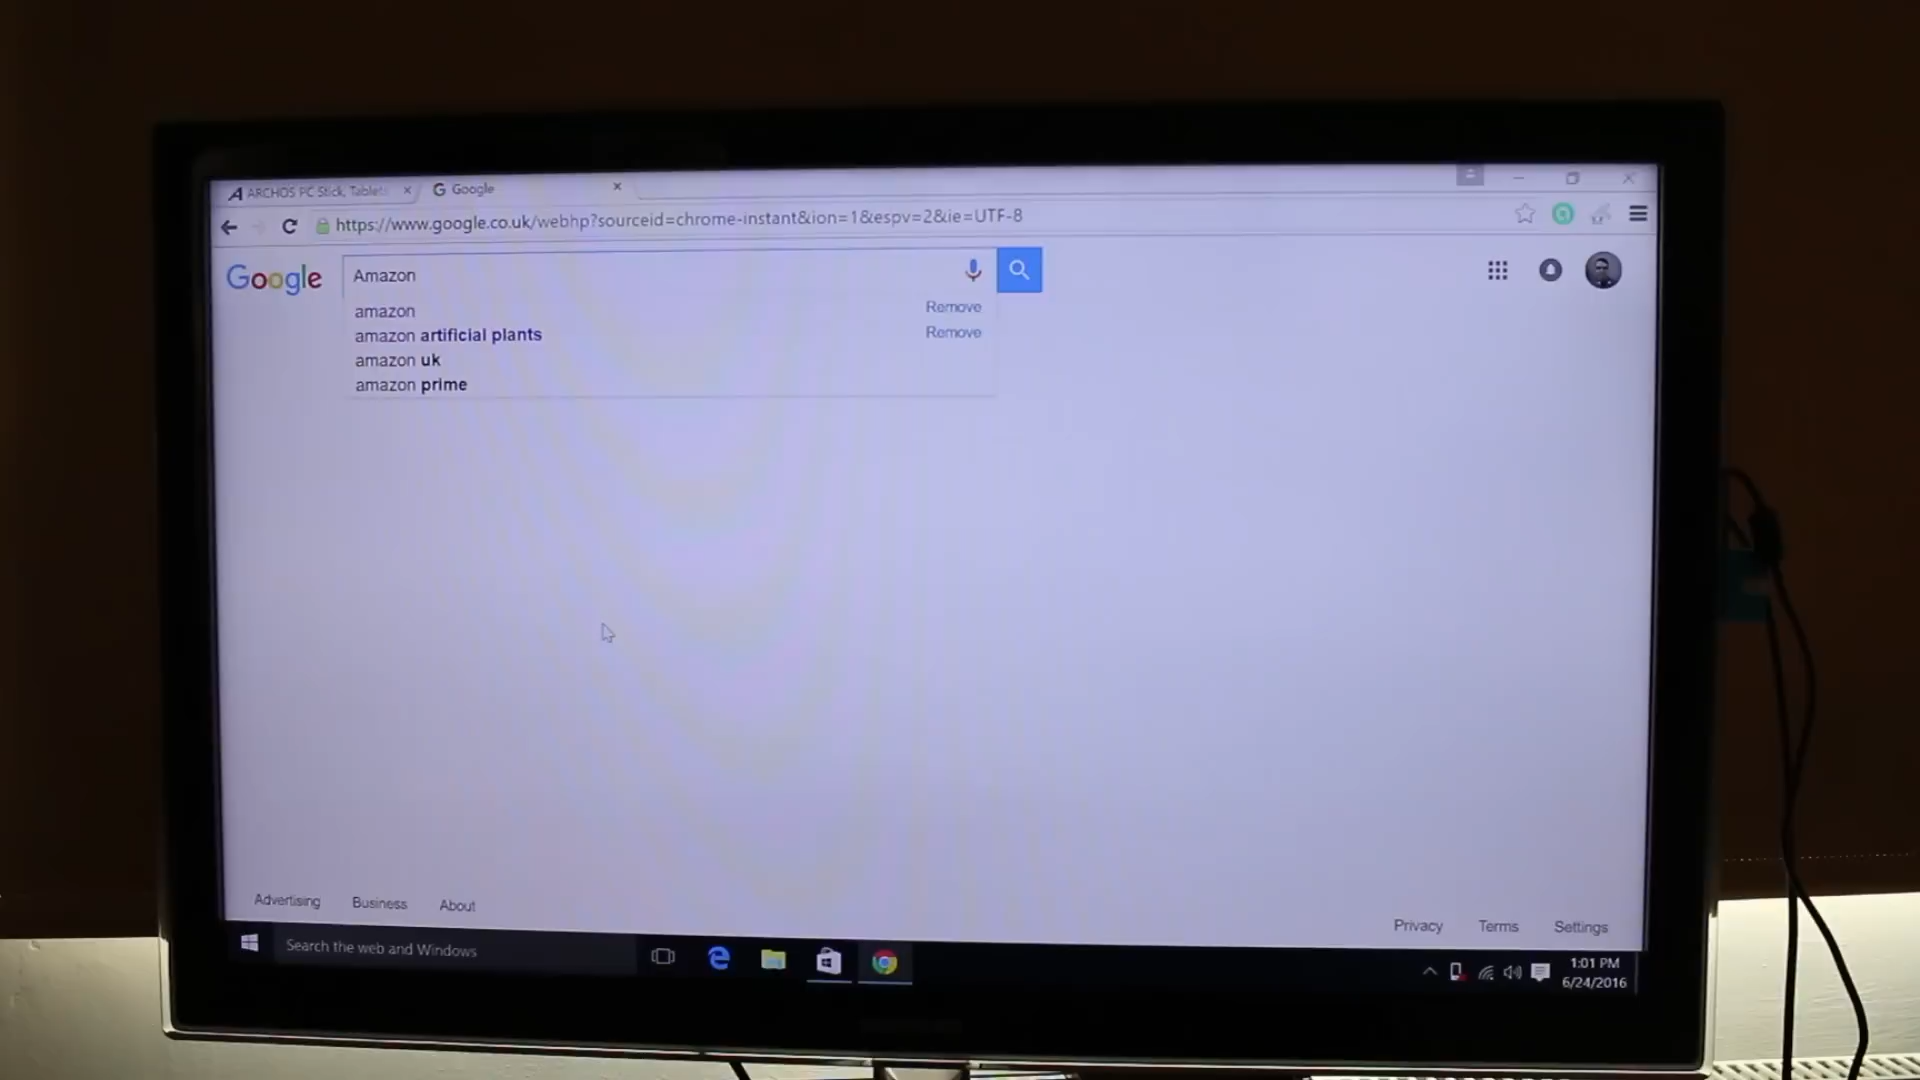 ARCHOS PC Stick, Tablets
Google
https://www.google.co.uk/webhp?sourceid=chrome-instant&ion=1&espv=2&ie=UTF-8
Google
Amazon
amazon Remove
amazon artificial plants Remove
amazon uk
amazon prime
Advertising Business About
Privacy Terms Settings
Search the web and Windows
1:01 PM
6/24/2016